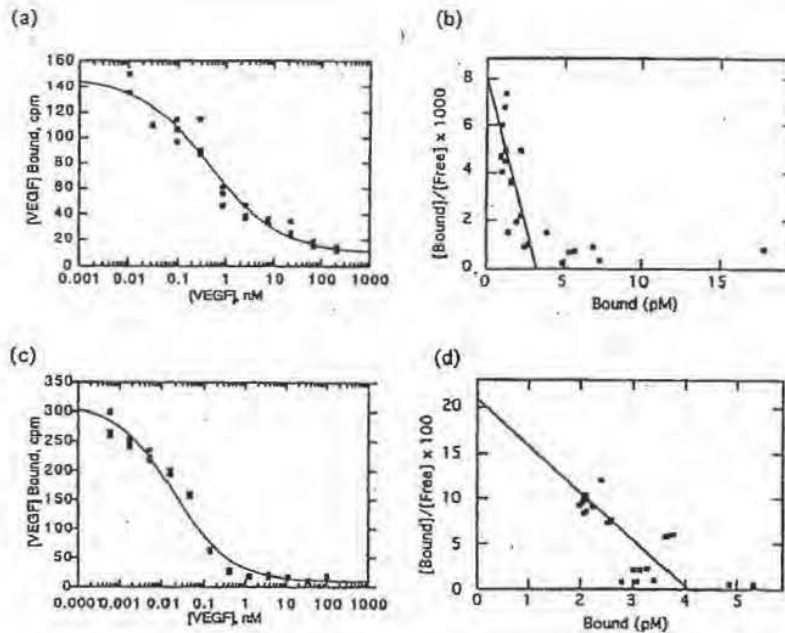 (a)
[VEGF] Bound, cpm
160
140
120
100
80
60
40
20
0
0.001 0.01 0.1 1 10 100 1000
[VEGF], nM
(b)
[Bound]/[Free] x 1000
8
6
4
2
0
0 5 10 15
Bound (pM)
(c)
[VEGF] Bound, cpm
350
300
250
200
150
100
50
0
0.0001 0.001 0.01 0.1 1 10 100 1000
[VEGF], nM
(d)
[Bound]/[Free] x 100
20
15
10
5
0
0 1 2 3 4 5
Bound (pM)